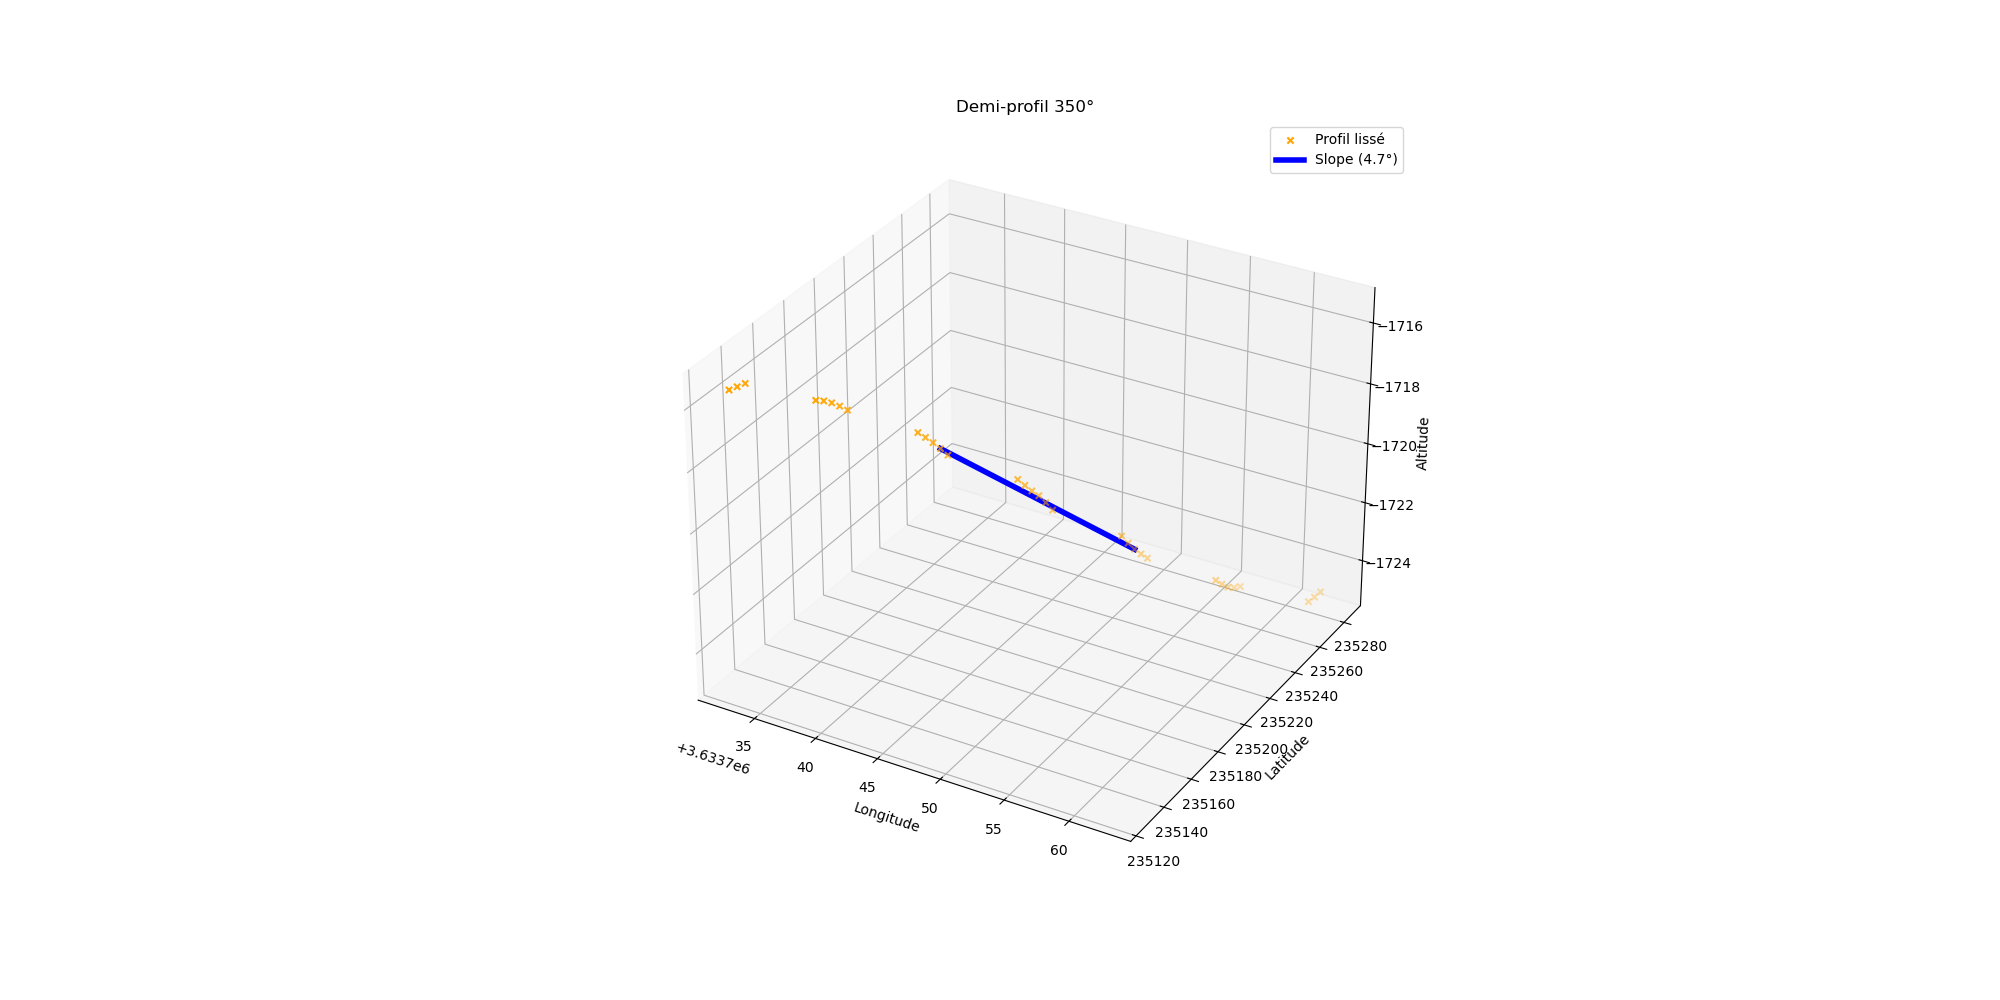 Demi-profil 350°
Profil lissé
Slope (4.7°)
−1716
−1718
−1720
−1722
−1724
Altitude
235280
235260
235240
235220
235200
235180
235160
235140
235120
Latitude
35
40
45
50
55
60
+3.6337e6
Longitude